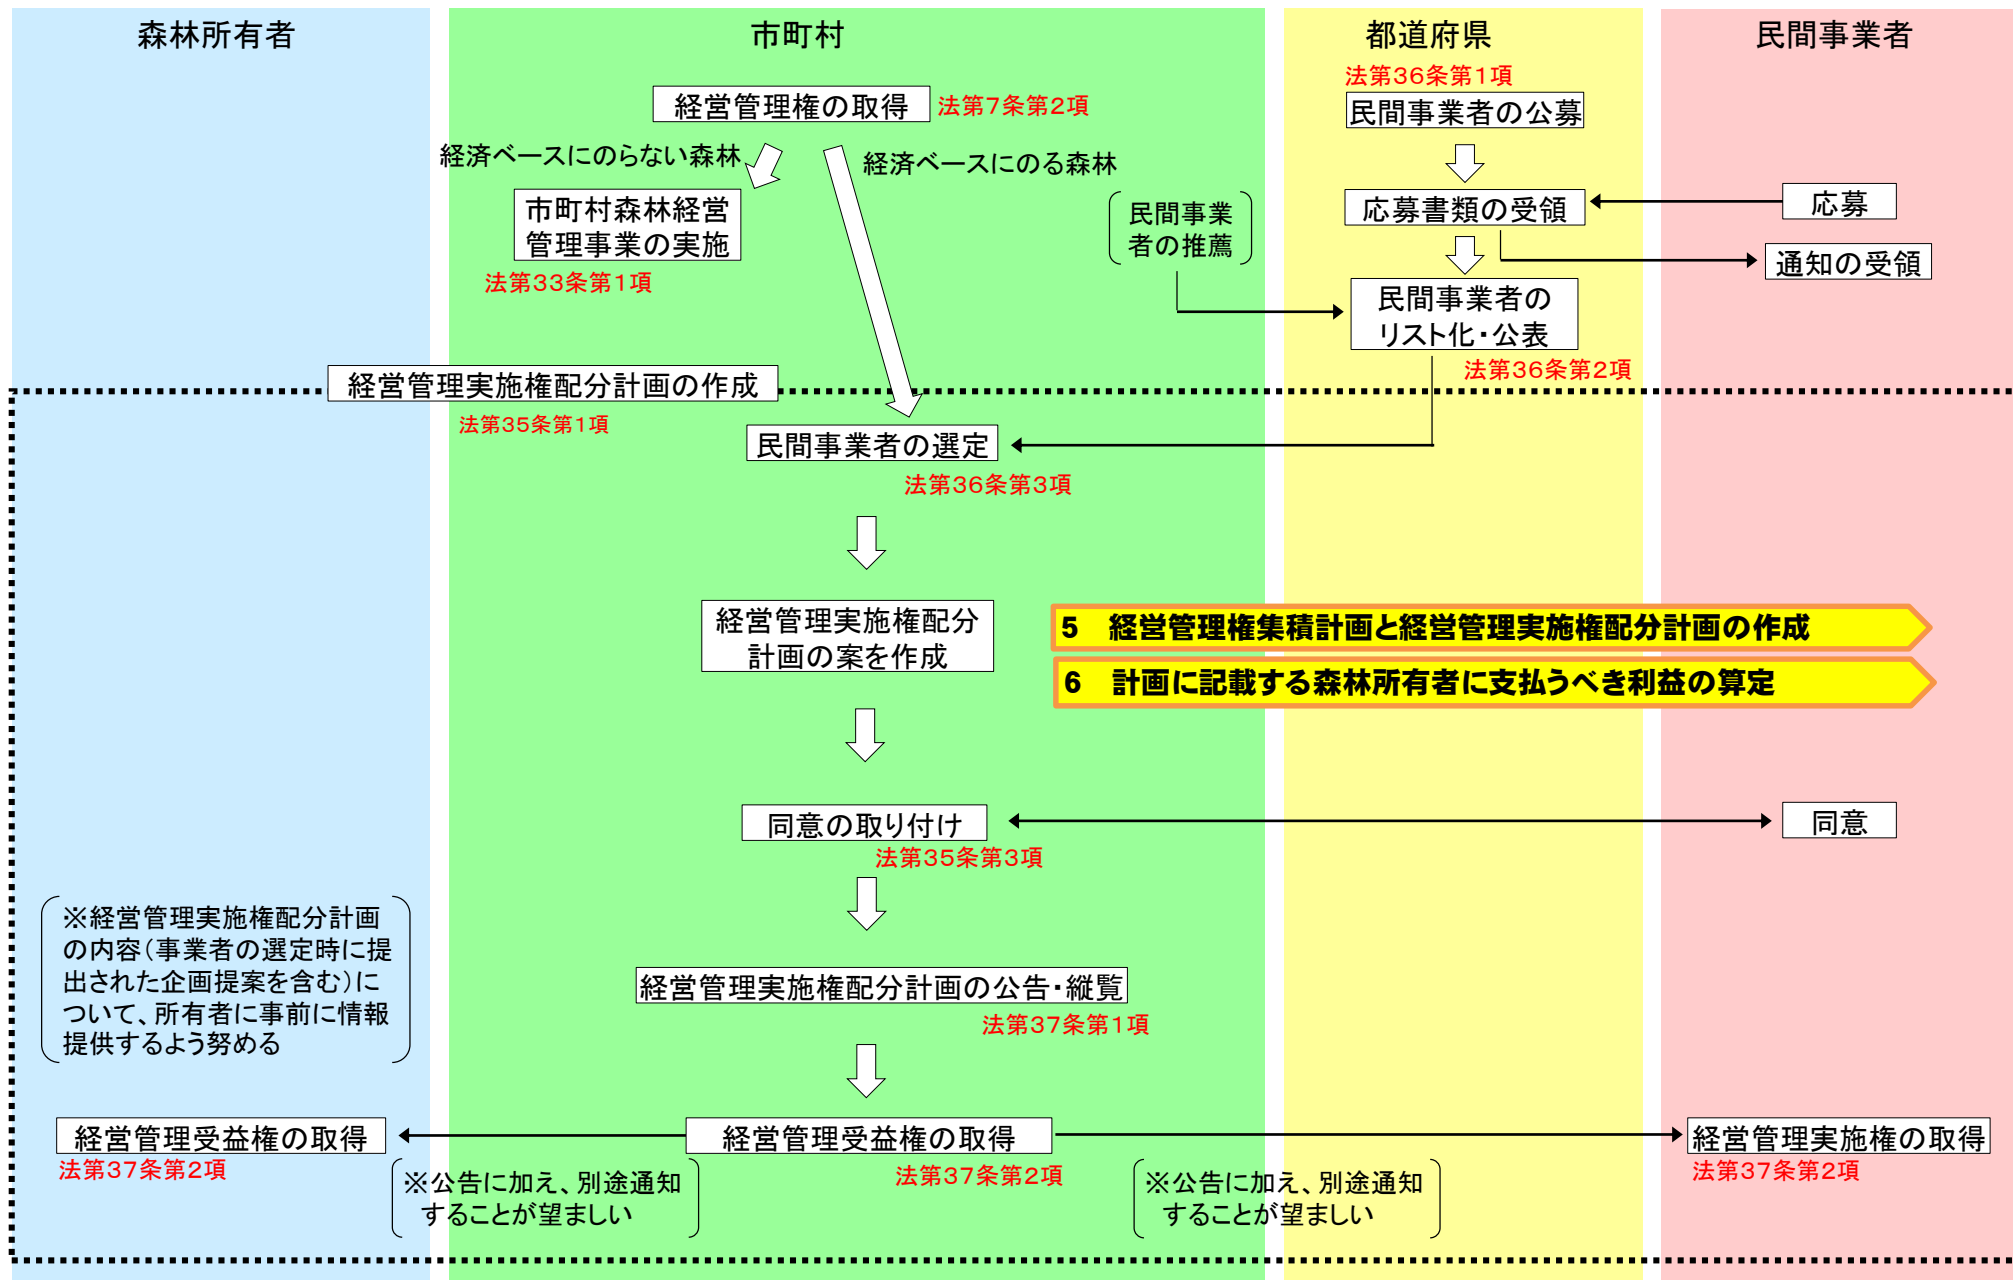 森林所有者
市町村
都道府県
民間事業者
経営管理権の取得
法第7条第2項
法第36条第1項
民間事業者の公募
経済ベースにのらない森林
経済ベースにのる森林
市町村森林経営
管理事業の実施
法第33条第1項
民間事業
者の推薦
応募書類の受領
応募
通知の受領
民間事業者の
リスト化・公表
法第36条第2項
経営管理実施権配分計画の作成
法第35条第1項
民間事業者の選定
法第36条第3項
経営管理実施権配分
計画の案を作成
5 経営管理権集積計画と経営管理実施権配分計画の作成
6 計画に記載する森林所有者に支払うべき利益の算定
同意の取り付け
法第35条第3項
同意
※経営管理実施権配分計画
の内容（事業者の選定時に提
出された企画提案を含む）に
ついて、所有者に事前に情報
提供するよう努める
経営管理実施権配分計画の公告・縦覧
法第37条第1項
経営管理受益権の取得
法第37条第2項
経営管理受益権の取得
法第37条第2項
経営管理実施権の取得
法第37条第2項
※公告に加え、別途通知
することが望ましい
※公告に加え、別途通知
することが望ましい